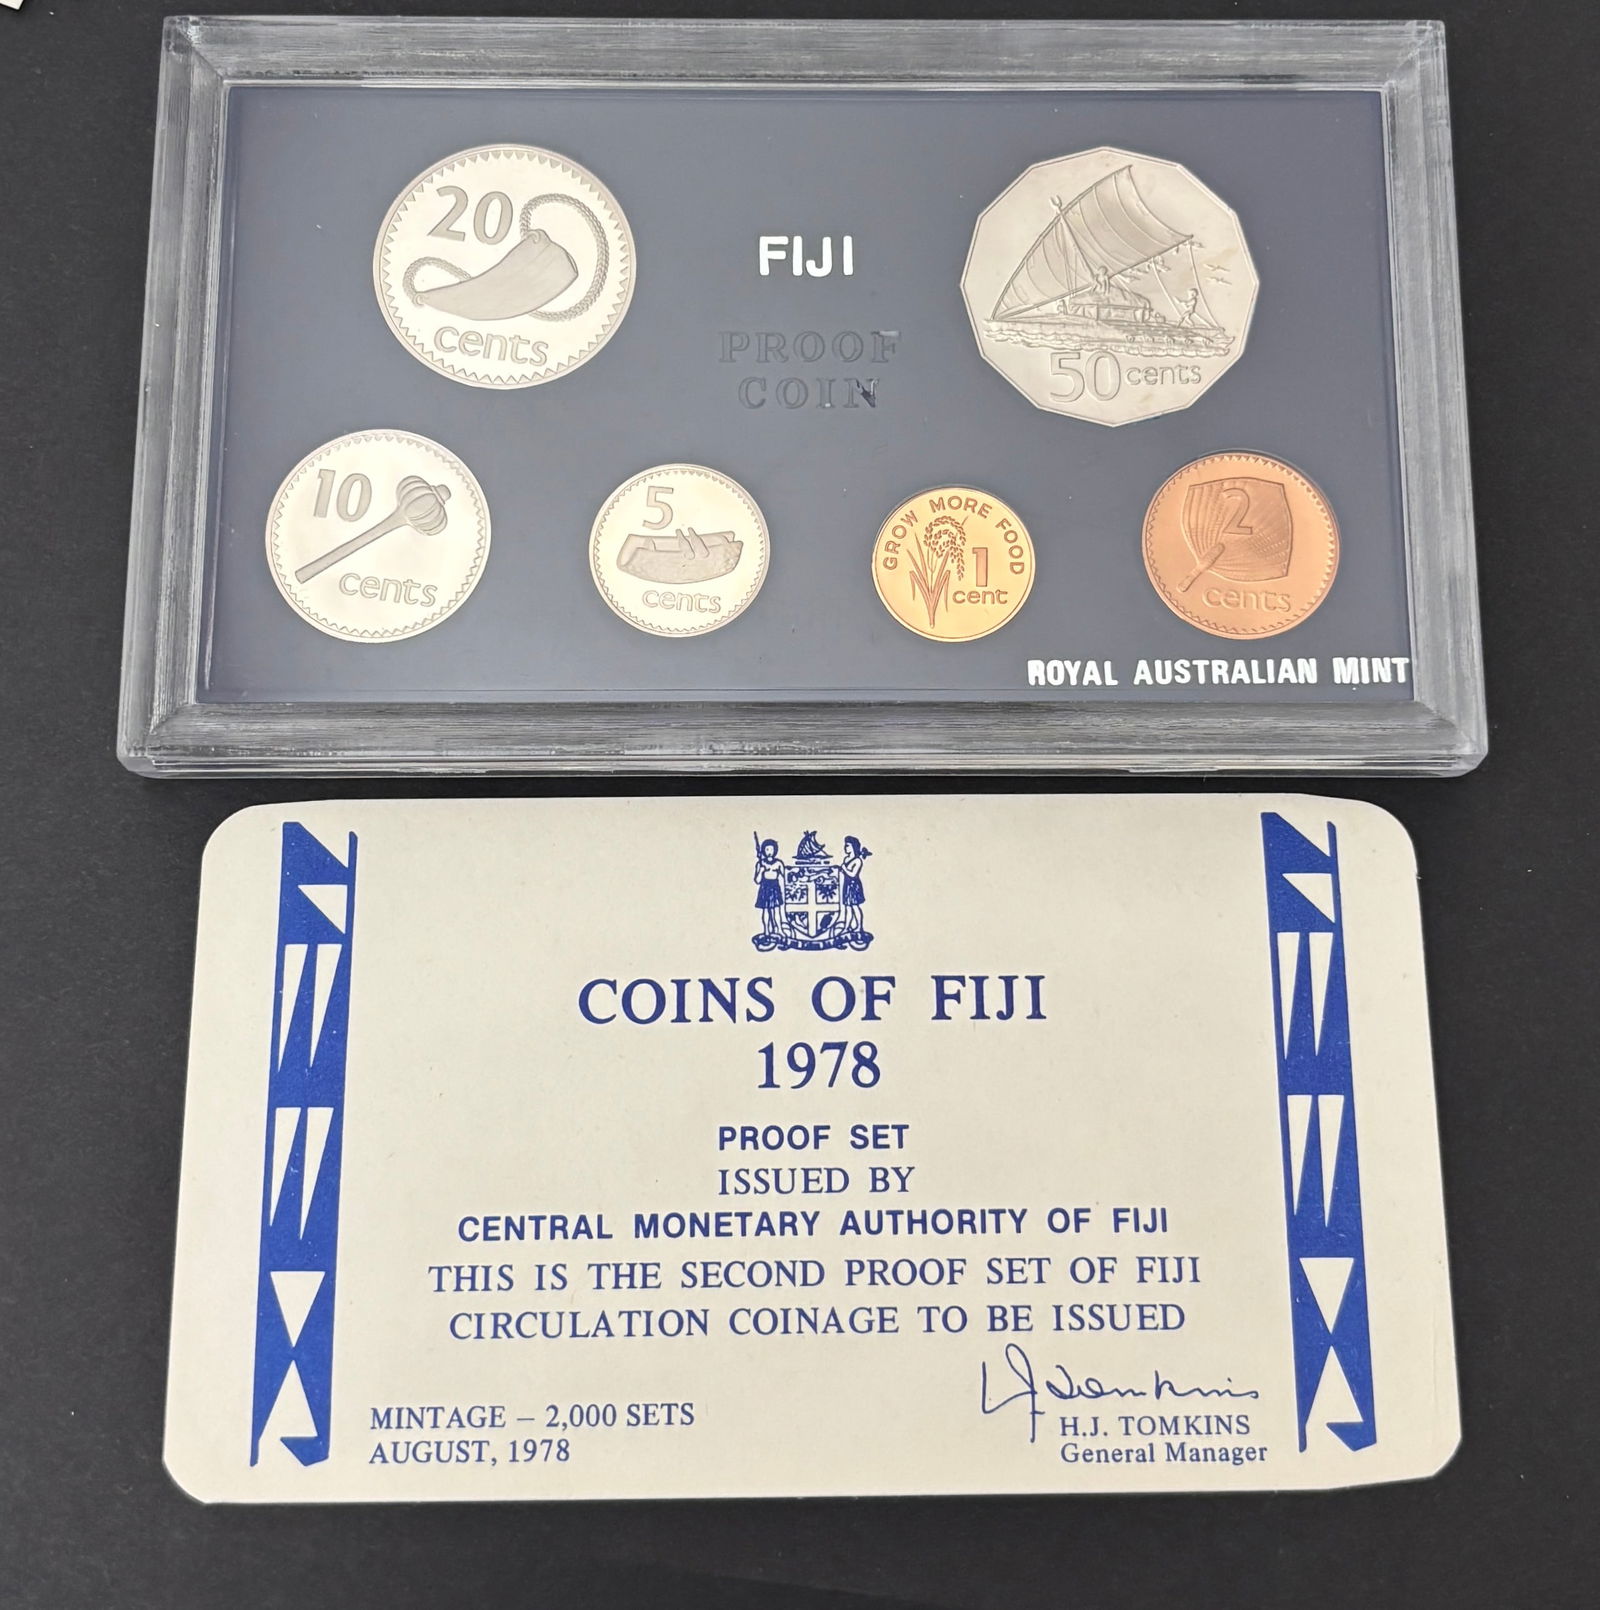 20
cents
FIJI
PROOF
COIN
50 cents
10
cents
5
cents
GROW MORE FOOD
1
cent
2
cents
ROYAL AUSTRALIAN MINT
COINS OF FIJI
1978
PROOF SET
ISSUED BY
CENTRAL MONETARY AUTHORITY OF FIJI
THIS IS THE SECOND PROOF SET OF FIJI
CIRCULATION COINAGE TO BE ISSUED
MINTAGE – 2,000 SETS
AUGUST, 1978
HJ Tomkins
H.J. TOMKINS
General Manager